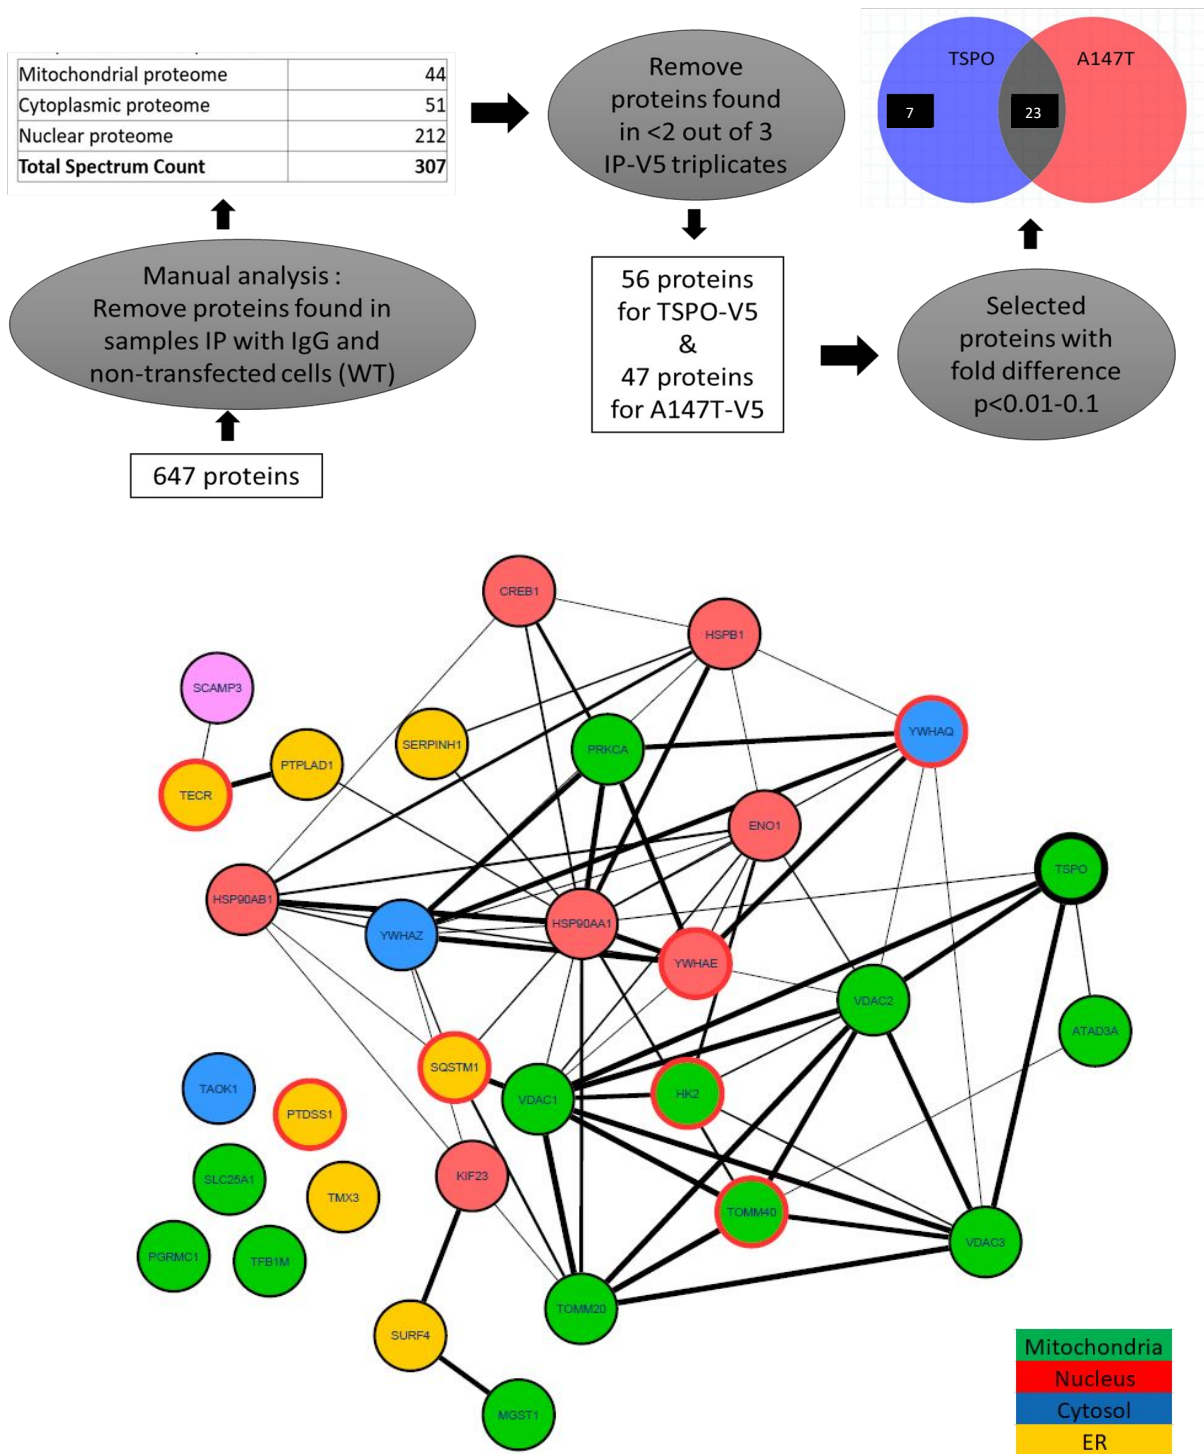 Mitochondrial proteome 44
Cytoplasmic proteome 51
Nuclear proteome 212
Total Spectrum Count 307
Remove
proteins found
in <2 out of 3
IP-V5 triplicates
TSPO
A147T
7
23
Manual analysis :
Remove proteins found in
samples IP with IgG and
non-transfected cells (WT)
56 proteins
for TSPO-V5
&
47 proteins
for A147T-V5
Selected
proteins with
fold difference
p<0.01-0.1
647 proteins
CREB1
HSPB1
SCAMP3
YWHAQ
SERPINH1
PRKCA
PTPLAD1
TECR
ENO1
TSPO
HSP90AB1
HSP90AA1
YWHAZ
YWHAE
VDAC2
ATAD3A
SQSTM1
TAOK1
HK2
VDAC1
PTDSS1
SLC25A1
KIF23
TMX3
TOMM40
VDAC3
PGRMC1
TFB1M
TOMM20
SURF4
MGST1
Mitochondria
Nucleus
Cytosol
ER